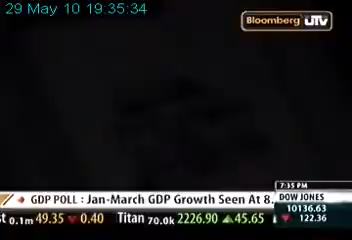 29 May 10 19:35:34
Bloomberg UTV
7:35 PM
GDP POLL : Jan-March GDP Growth Seen At 8.
DOW JONES
10136.63
122.36
st 0.1m 49.35 0.40 Titan 70.0k 2226.90 45.65